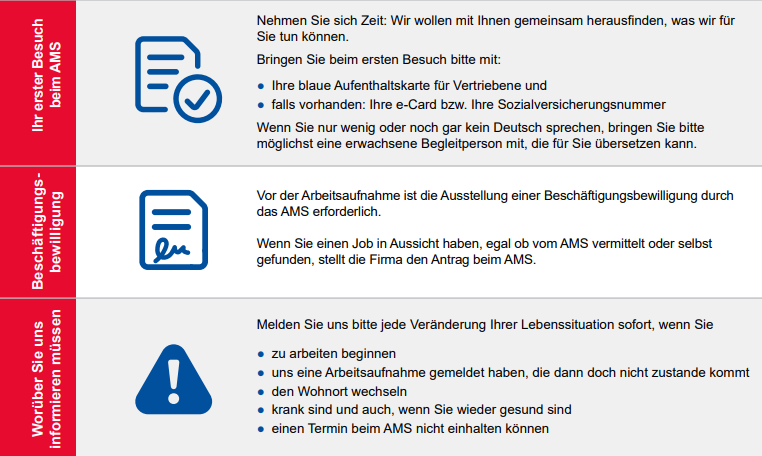 Ihr erster Besuch
beim AMS
Nehmen Sie sich Zeit: Wir wollen mit Ihnen gemeinsam herausfinden, was wir für
Sie tun können.
Bringen Sie beim ersten Besuch bitte mit:
● Ihre blaue Aufenthaltskarte für Vertriebene und
● falls vorhanden: Ihre e-Card bzw. Ihre Sozialversicherungsnummer
Wenn Sie nur wenig oder noch gar kein Deutsch sprechen, bringen Sie bitte
möglichst eine erwachsene Begleitperson mit, die für Sie übersetzen kann.
Beschäftigungs-
bewilligung
Vor der Arbeitsaufnahme ist die Ausstellung einer Beschäftigungsbewilligung durch
das AMS erforderlich.
Wenn Sie einen Job in Aussicht haben, egal ob vom AMS vermittelt oder selbst
gefunden, stellt die Firma den Antrag beim AMS.
Worüber Sie uns
informieren müssen
Melden Sie uns bitte jede Veränderung Ihrer Lebenssituation sofort, wenn Sie
● zu arbeiten beginnen
● uns eine Arbeitsaufnahme gemeldet haben, die dann doch nicht zustande kommt
● den Wohnort wechseln
● krank sind und auch, wenn Sie wieder gesund sind
● einen Termin beim AMS nicht einhalten können